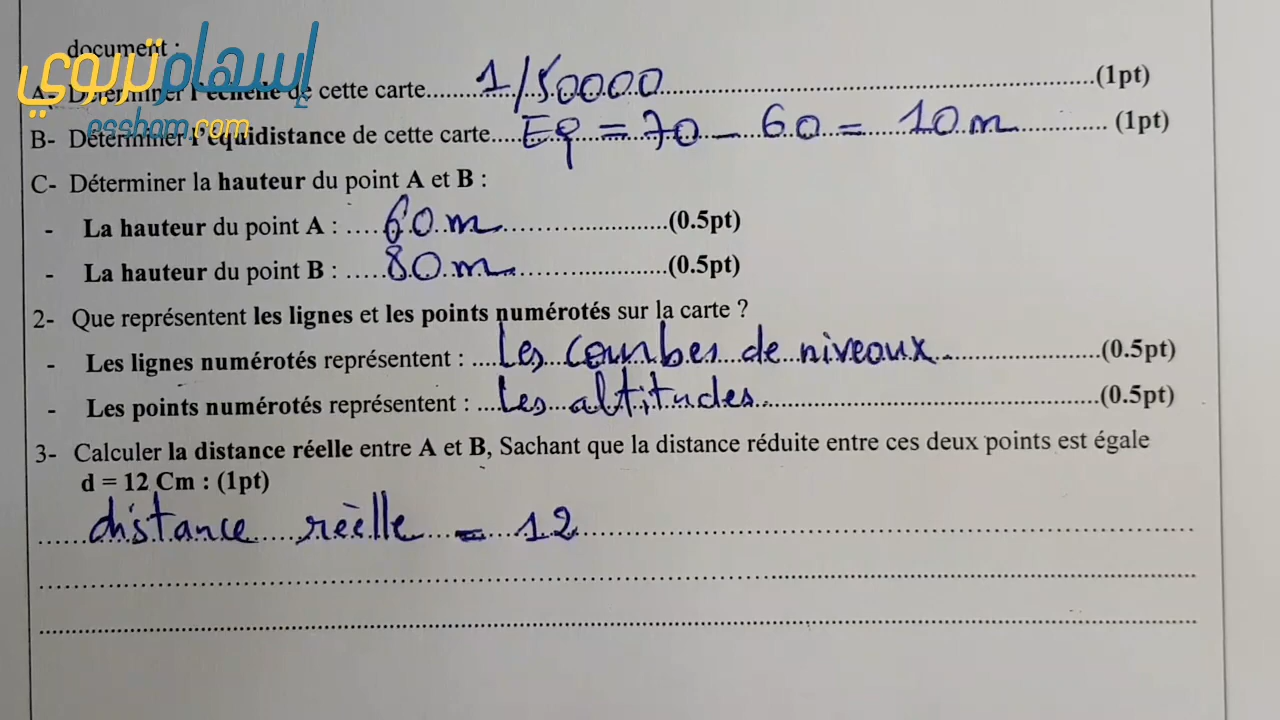 إسهام تربوي
essham.com
document :
A- Déterminer l'échelle de cette carte..........1/50000..........(1pt)
B- Déterminer l'équidistance de cette carte.....Eq = 70 - 60 = 10 m.......... (1pt)
C- Déterminer la hauteur du point A et B :
- La hauteur du point A : ....60 m..........(0.5pt)
- La hauteur du point B : .....80 m..........(0.5pt)
2- Que représentent les lignes et les points numérotés sur la carte ?
- Les lignes numérotés représentent : ....Les courbes de niveaux..........(0.5pt)
- Les points numérotés représentent : ....Les altitudes..........(0.5pt)
3- Calculer la distance réelle entre A et B, Sachant que la distance réduite entre ces deux points est égale
d = 12 Cm : (1pt)
distance réèlle = 12